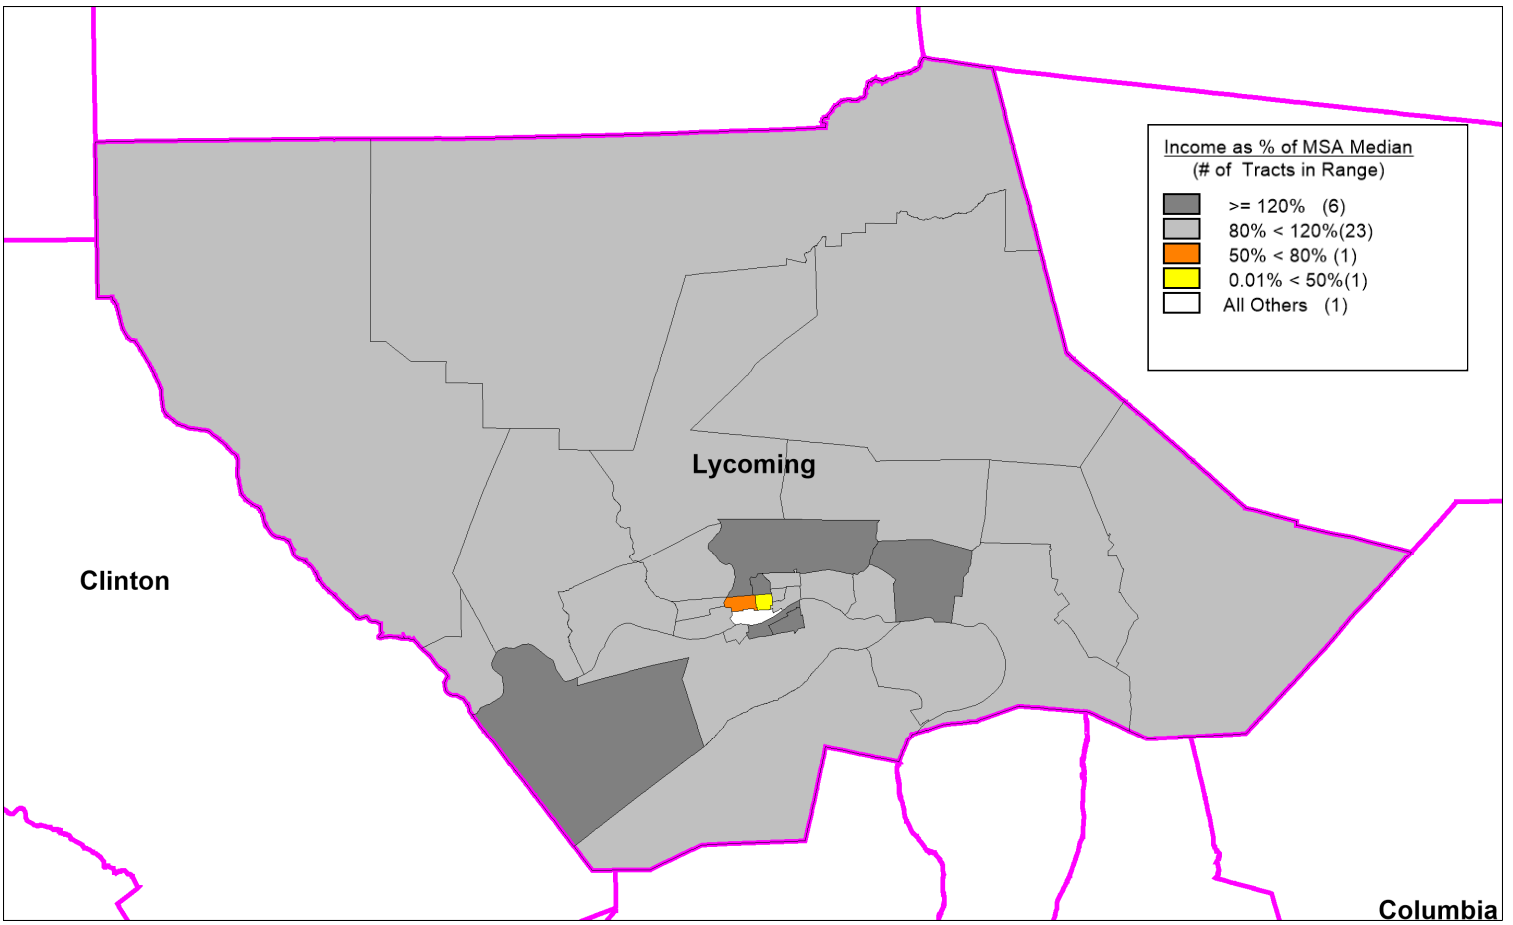 Income as % of MSA Median
(# of Tracts in Range)
>= 120% (6)
80% < 120%(23)
50% < 80% (1)
0.01% < 50%(1)
All Others (1)
Lycoming
Clinton
Columbia